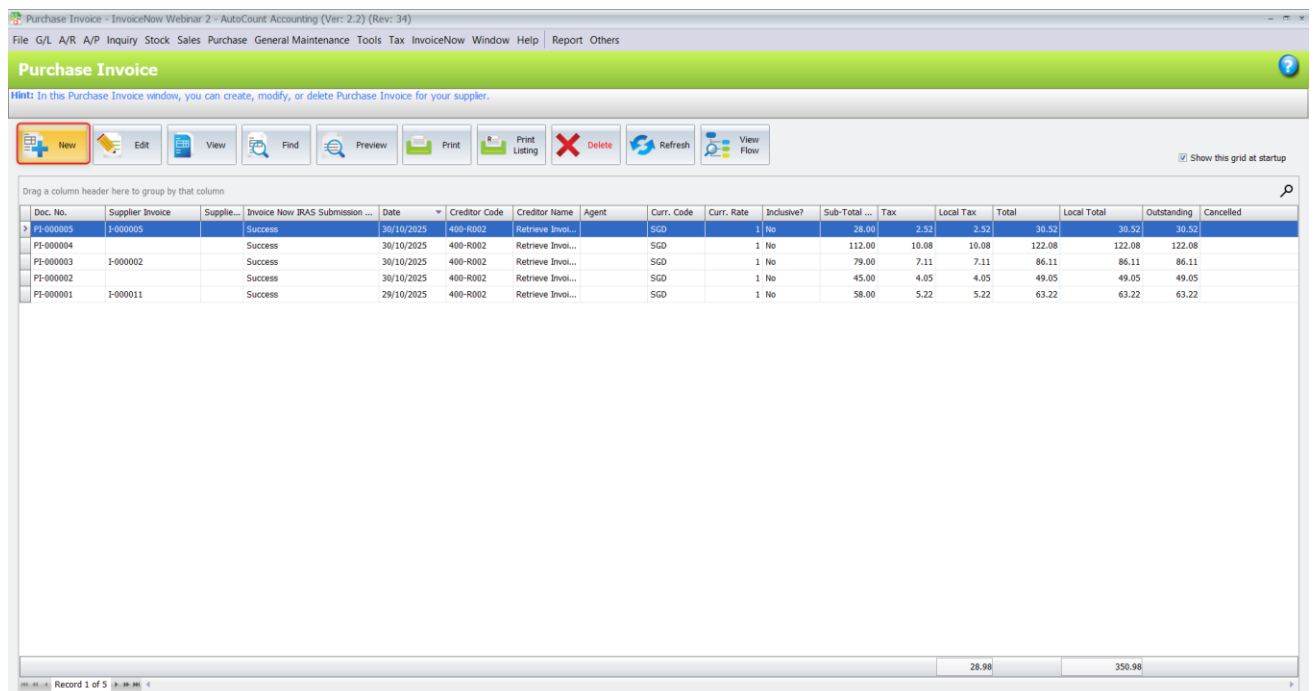 Purchase Invoice - InvoiceNow Webinar 2 - AutoCount Accounting (Ver: 2.2) (Rev: 34)
File G/L A/R A/P Inquiry Stock Sales Purchase General Maintenance Tools Tax InvoiceNow Window Help Report Others
Purchase Invoice
Hint: In this Purchase Invoice window, you can create, modify, or delete Purchase Invoice for your supplier.
New Edit View Find Preview Print Print Listing Delete Refresh View Flow
Show this grid at startup
Drag a column header here to group by that column
Doc. No. Supplier Invoice Supplie... Invoice Now IRAS Submission ... Date Creditor Code Creditor Name Agent Curr. Code Curr. Rate Inclusive? Sub-Total ... Tax Local Tax Total Local Total Outstanding Cancelled
PI-000005 I-000005 Success 30/10/2025 400-R002 Retrieve Invoi... SGD 1 No 28.00 2.52 2.52 30.52 30.52 30.52
PI-000004 Success 30/10/2025 400-R002 Retrieve Invoi... SGD 1 No 112.00 10.08 10.08 122.08 122.08 122.08
PI-000003 I-000002 Success 30/10/2025 400-R002 Retrieve Invoi... SGD 1 No 79.00 7.11 7.11 86.11 86.11 86.11
PI-000002 Success 30/10/2025 400-R002 Retrieve Invoi... SGD 1 No 45.00 4.05 4.05 49.05 49.05 49.05
PI-000001 I-000011 Success 29/10/2025 400-R002 Retrieve Invoi... SGD 1 No 58.00 5.22 5.22 63.22 63.22 63.22
28.98 350.98
Record 1 of 5